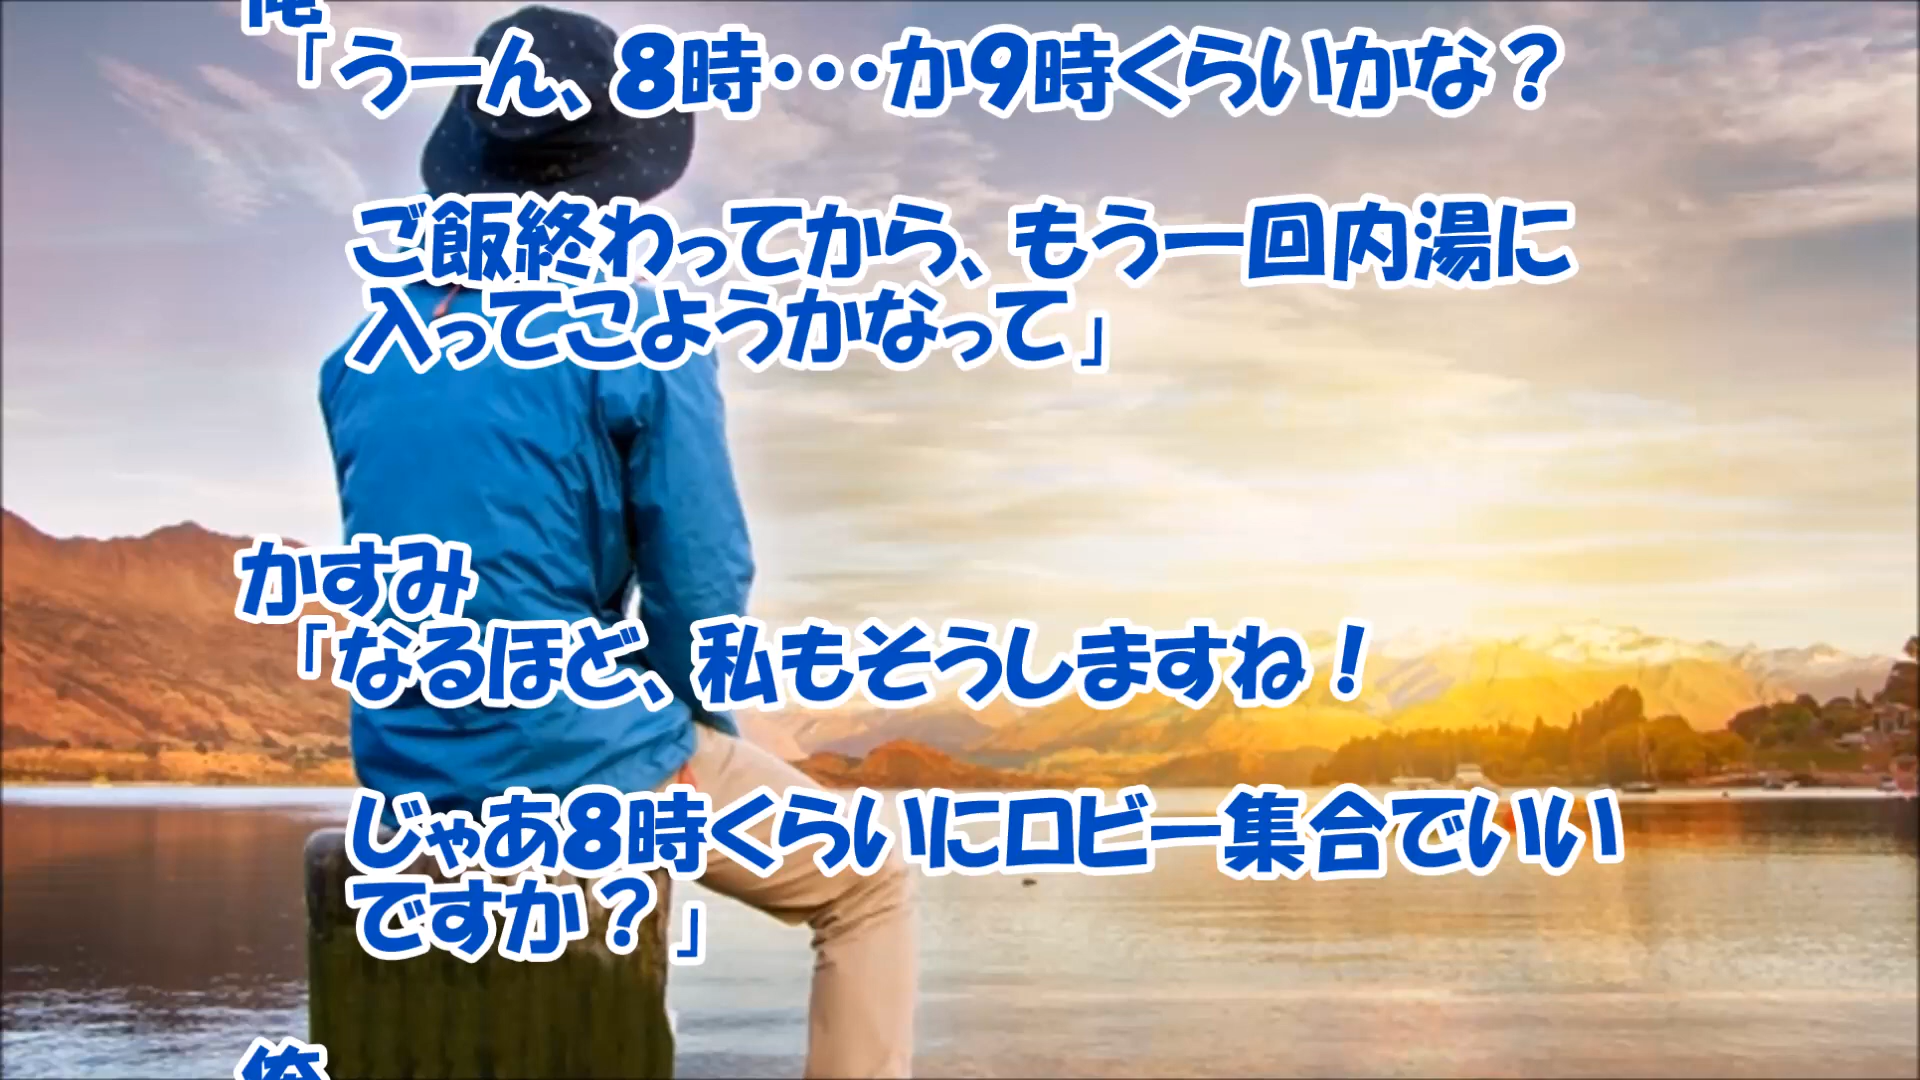 俺
「うーん、8時･･･か9時くらいかな？
ご飯終わってから、もう一回内湯に
入ってこようかなって」
かすみ
「なるほど、私もそうしますね！
じゃあ8時くらいにロビー集合でいい
ですか？」
俺